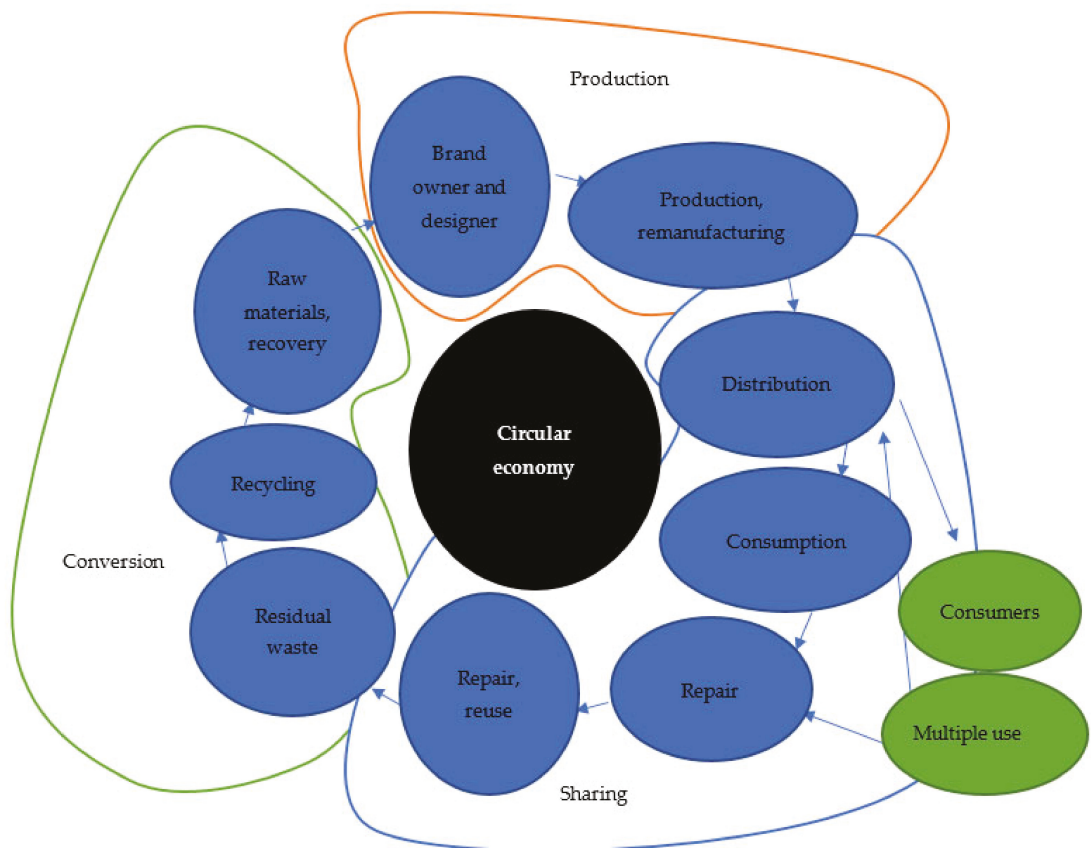 Production
Brand
owner and
designer
Production,
remanufacturing
Raw
materials,
recovery
Distribution
Circular
economy
Recycling
Consumption
Conversion
Residual
waste
Consumers
Repair,
reuse
Repair
Multiple use
Sharing